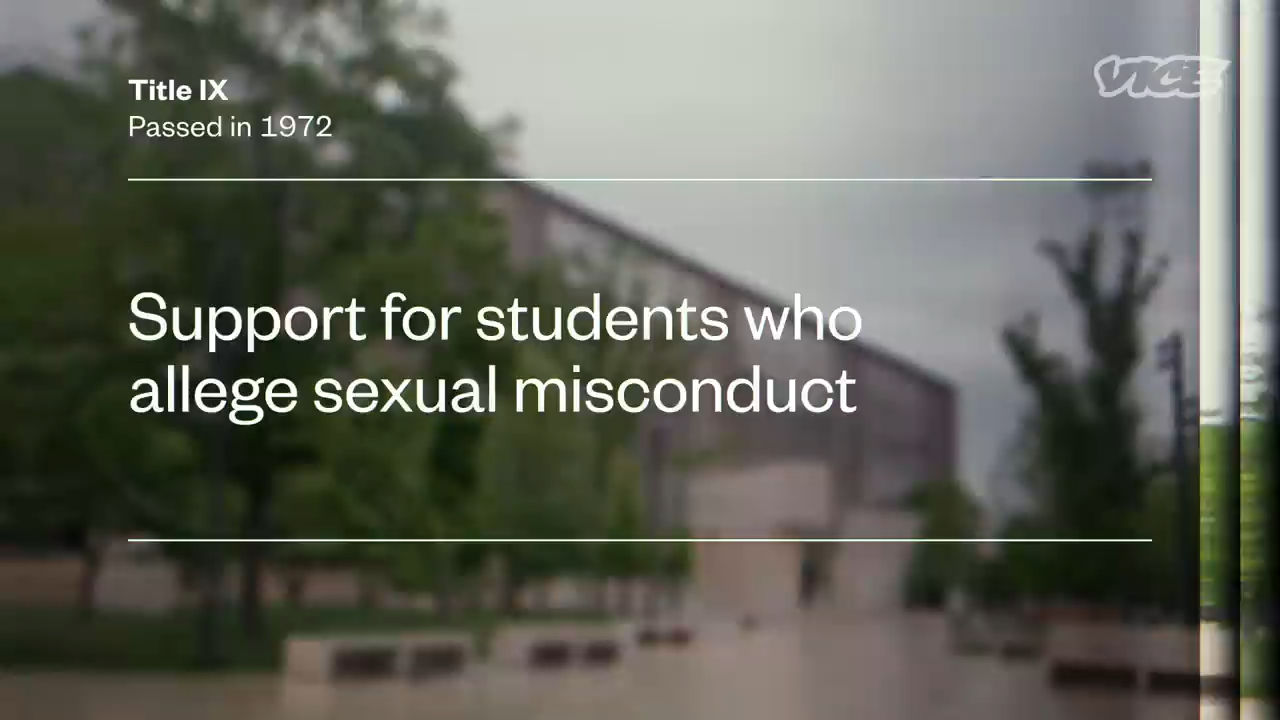 Title IX
VICE
Passed in 1972
Support for students who
allege sexual misconduct